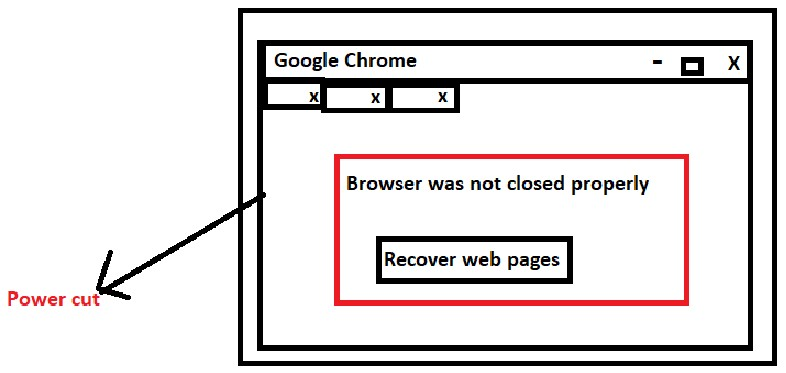 Google Chrome - X
x x x
Browser was not closed properly
Recover web pages
Power cut